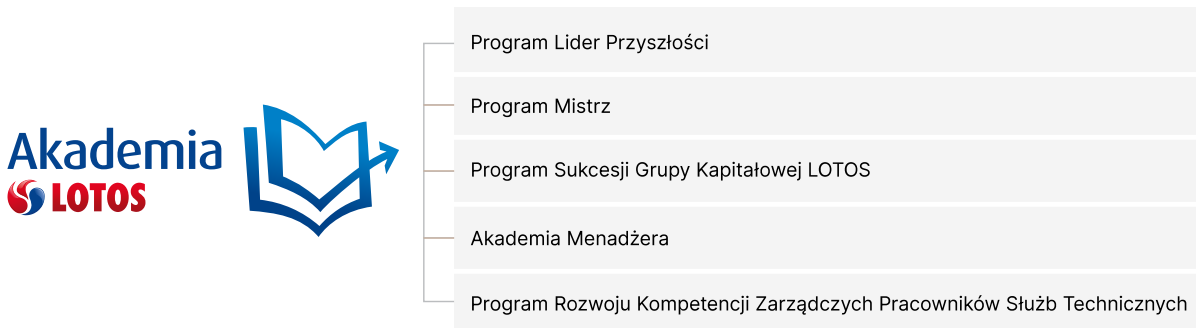 Akademia
LOTOS
Program Lider Przyszłości
Program Mistrz
Program Sukcesji Grupy Kapitałowej LOTOS
Akademia Menadżera
Program Rozwoju Kompetencji Zarządczych Pracowników Służb Technicznych